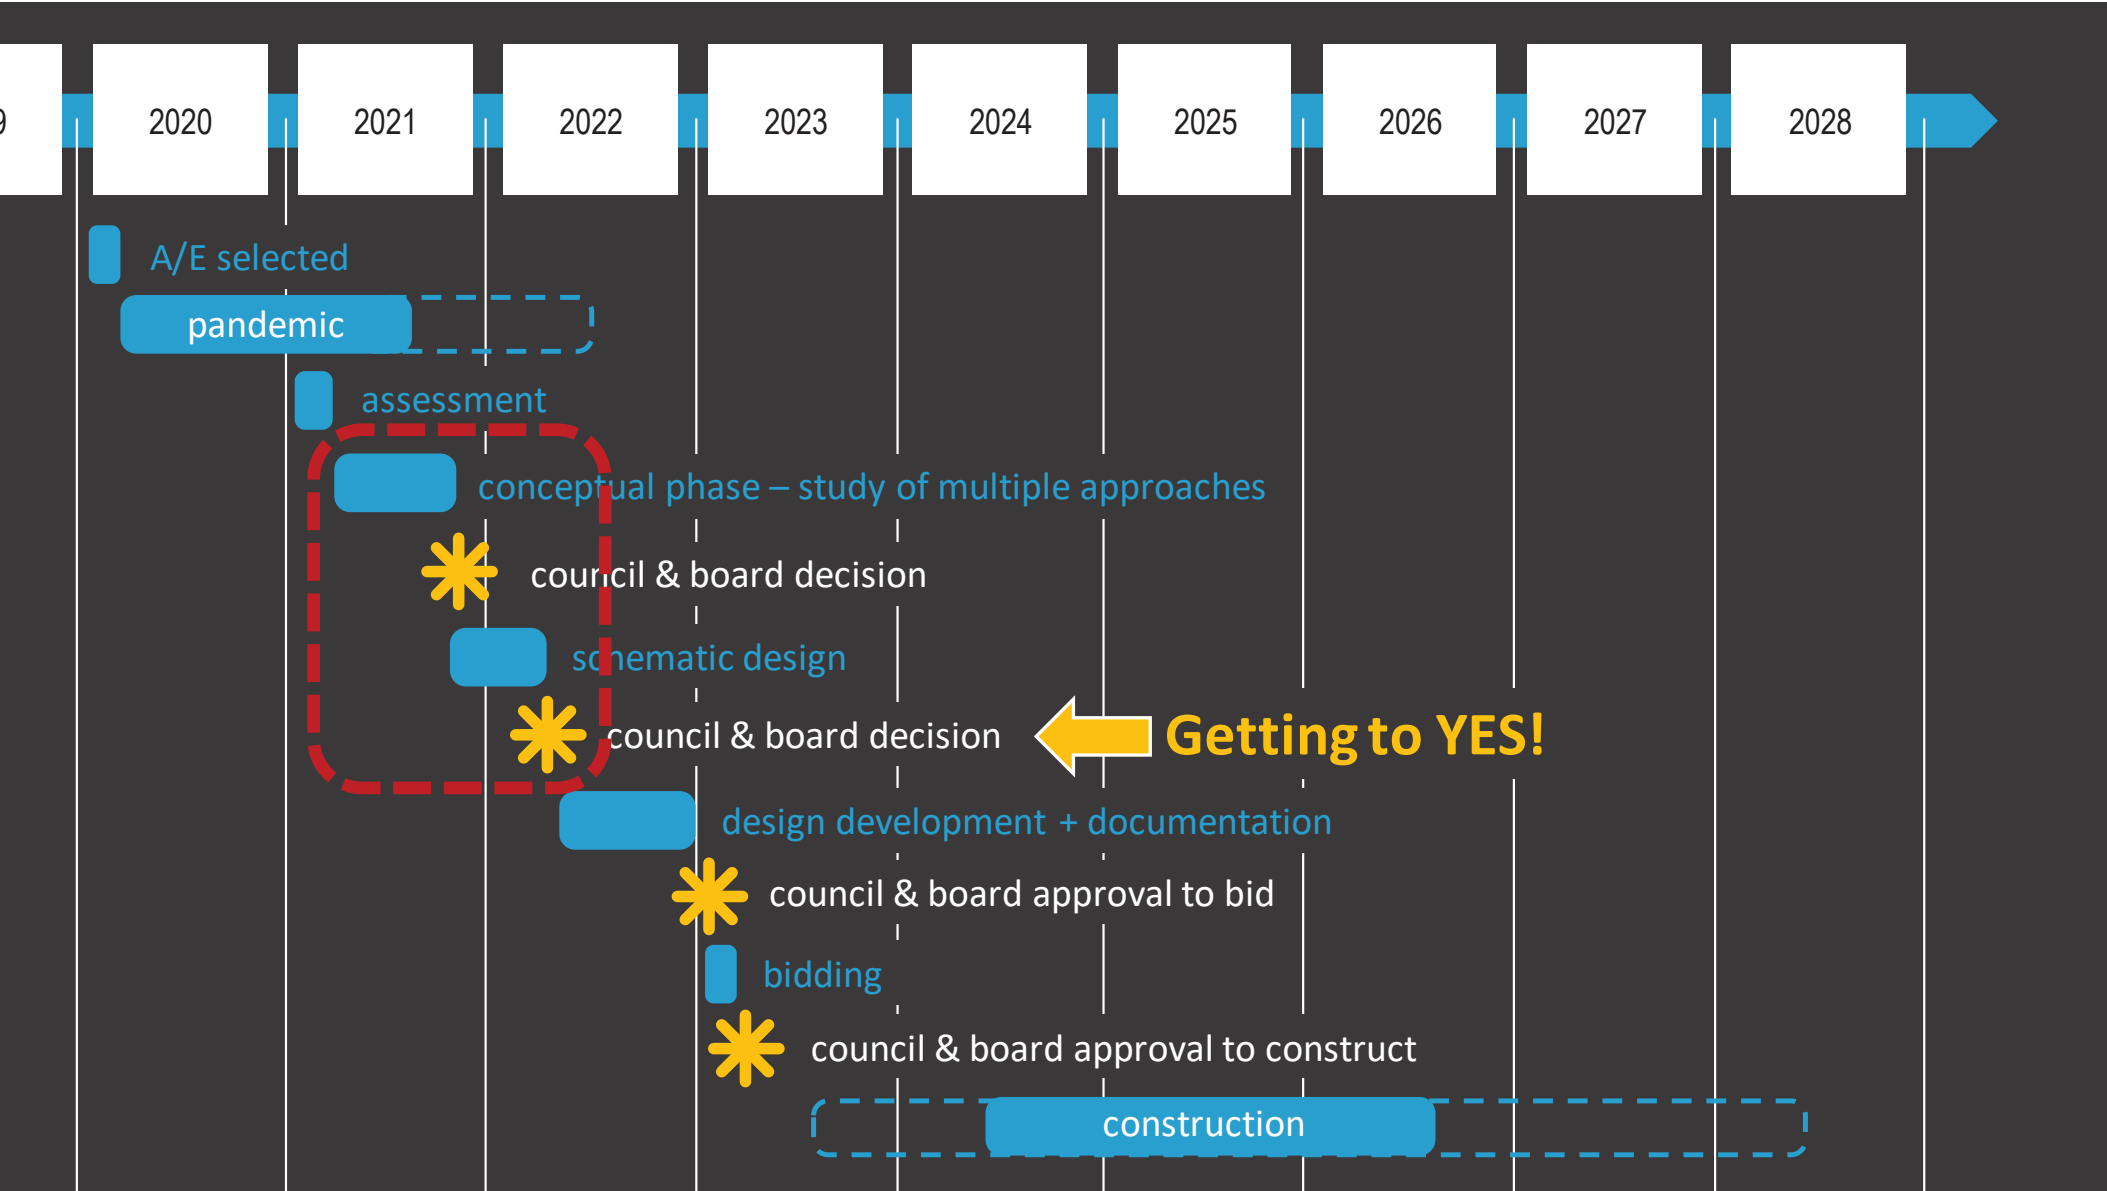 9
2020
2021
2022
2023
2024
2025
2026
2027
2028
A/E selected
pandemic
assessment
conceptual phase – study of multiple approaches
council & board decision
schematic design
council & board decision
Getting to YES!
design development + documentation
council & board approval to bid
bidding
council & board approval to construct
construction